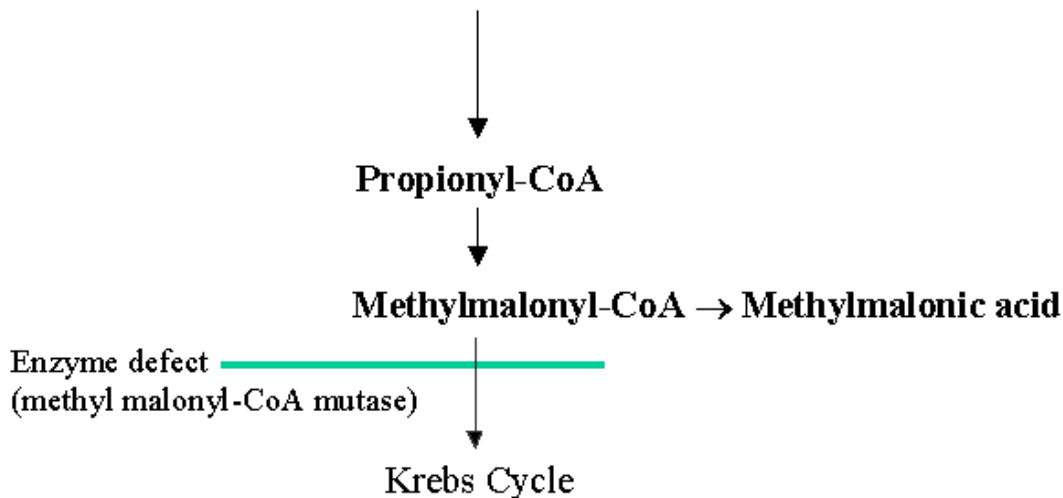 Propionyl-CoA
Methylmalonyl-CoA → Methylmalonic acid
Enzyme defect
(methyl malonyl-CoA mutase)
Krebs Cycle